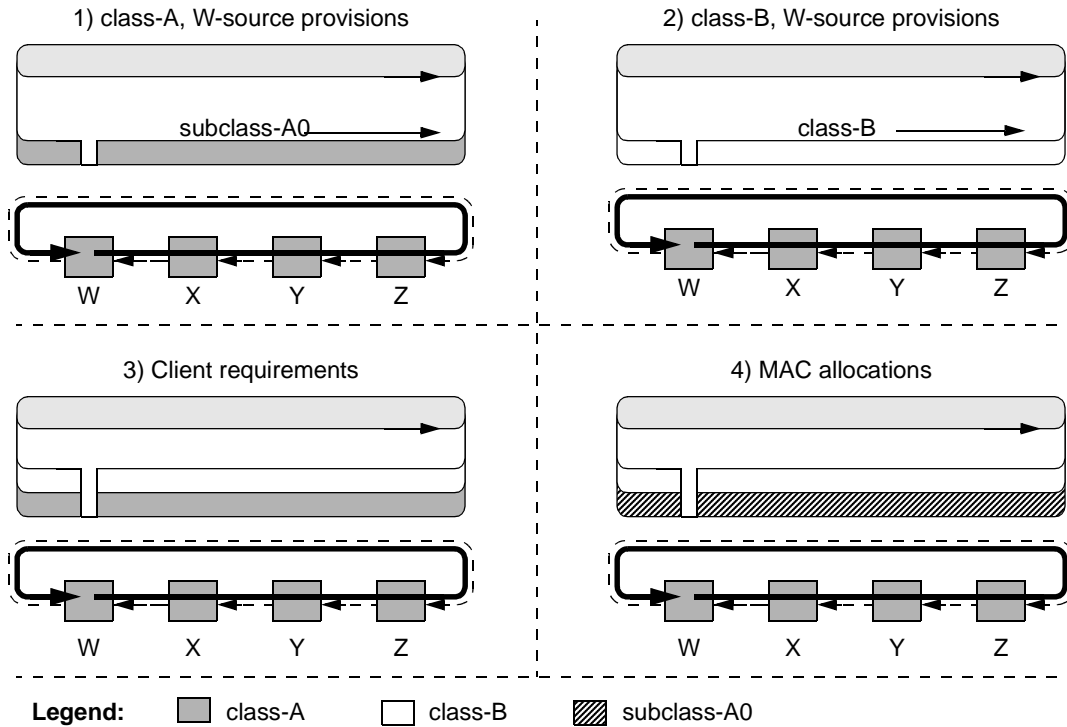 1) class-A, W-source provisions
2) class-B, W-source provisions
subclass-A0
class-B
W X Y Z
W X Y Z
3) Client requirements
4) MAC allocations
W X Y Z
W X Y Z
Legend: class-A class-B subclass-A0